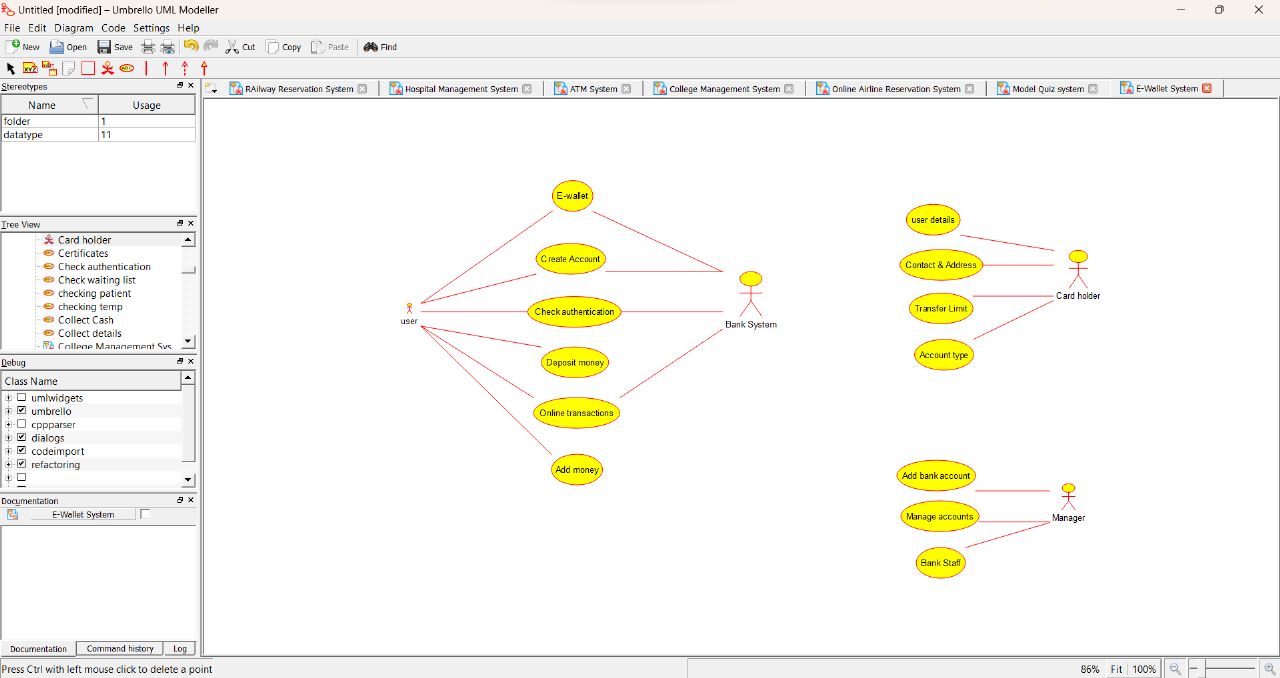 Untitled [modified] – Umbrello UML Modeller
File Edit Diagram Code Settings Help
New Open Save Cut Copy Paste Find
XYZ
Stereotypes
Name Usage
folder 1
datatype 11
Tree View
Card holder
Certificates
Check authentication
Check waiting list
checking patient
checking temp
Collect Cash
Collect details
College Management Sys
Debug
Class Name
umlwidgets
umbrello
cppparser
dialogs
codeimport
refactoring
Documentation
E-Wallet System
Documentation Command history Log
RAilway Reservation System Hospital Management System ATM System College Management System Online Airline Reservation System Model Quiz system E-Wallet System
E-wallet
Create Account
Check authentication
Deposit money
Online transactions
Add money
user
Bank System
user details
Contact & Address
Transfer Limit
Account type
Card holder
Add bank account
Manage accounts
Bank Staff
Manager
Press Ctrl with left mouse click to delete a point
86% Fit 100%